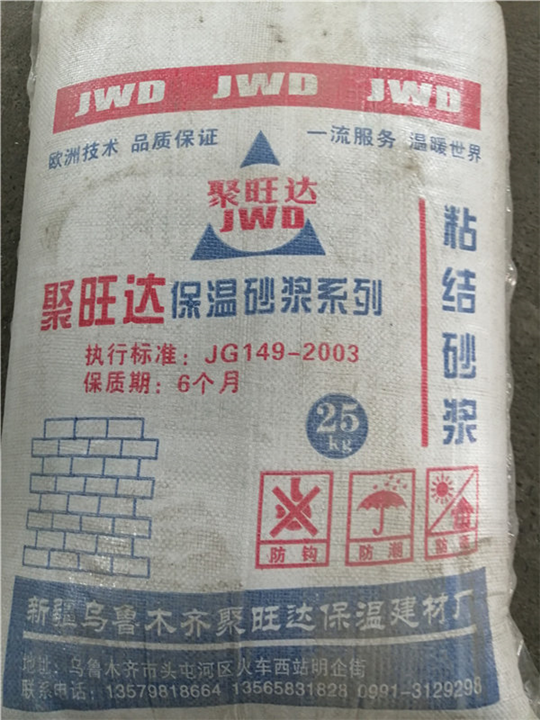 JWD JWD JWD
欧洲技术 品质保证 一流服务 温暖世界
聚旺达
JWD
聚旺达保温砂浆系列
粘结砂浆
执行标准：JG149-2003
保质期：6个月
25
kg
防钩 防潮
新疆乌鲁木齐聚旺达保温建材厂
地址：乌鲁木齐市头屯河区火车西站明企街
联系电话：13579818664 13565831828 0991-3129298